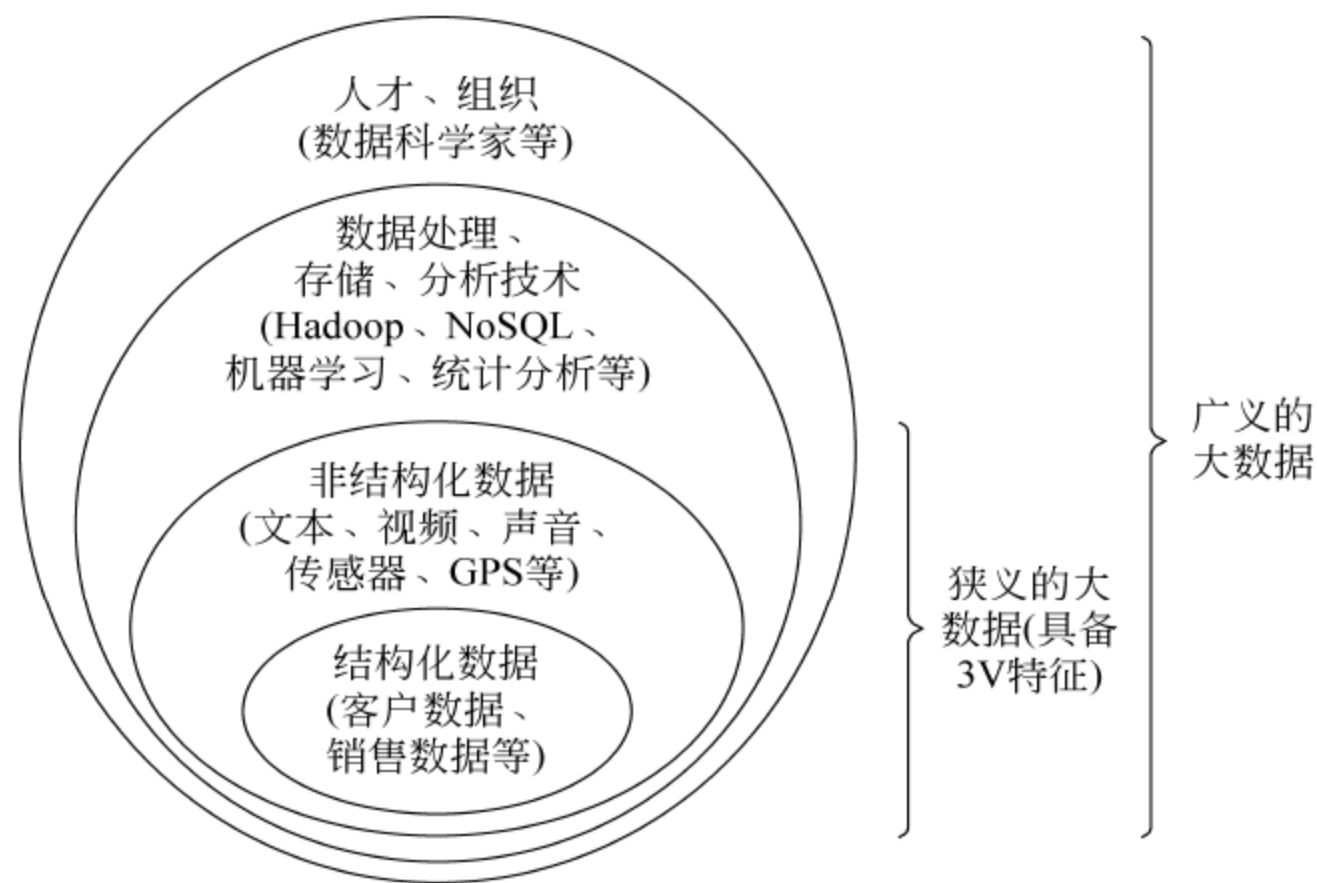 人才、组织
(数据科学家等)
数据处理、
存储、分析技术
(Hadoop、NoSQL、
机器学习、统计分析等)
非结构化数据
(文本、视频、声音、
传感器、GPS等)
结构化数据
(客户数据、
销售数据等)
狭义的大
数据(具备
3V特征)
广义的
大数据